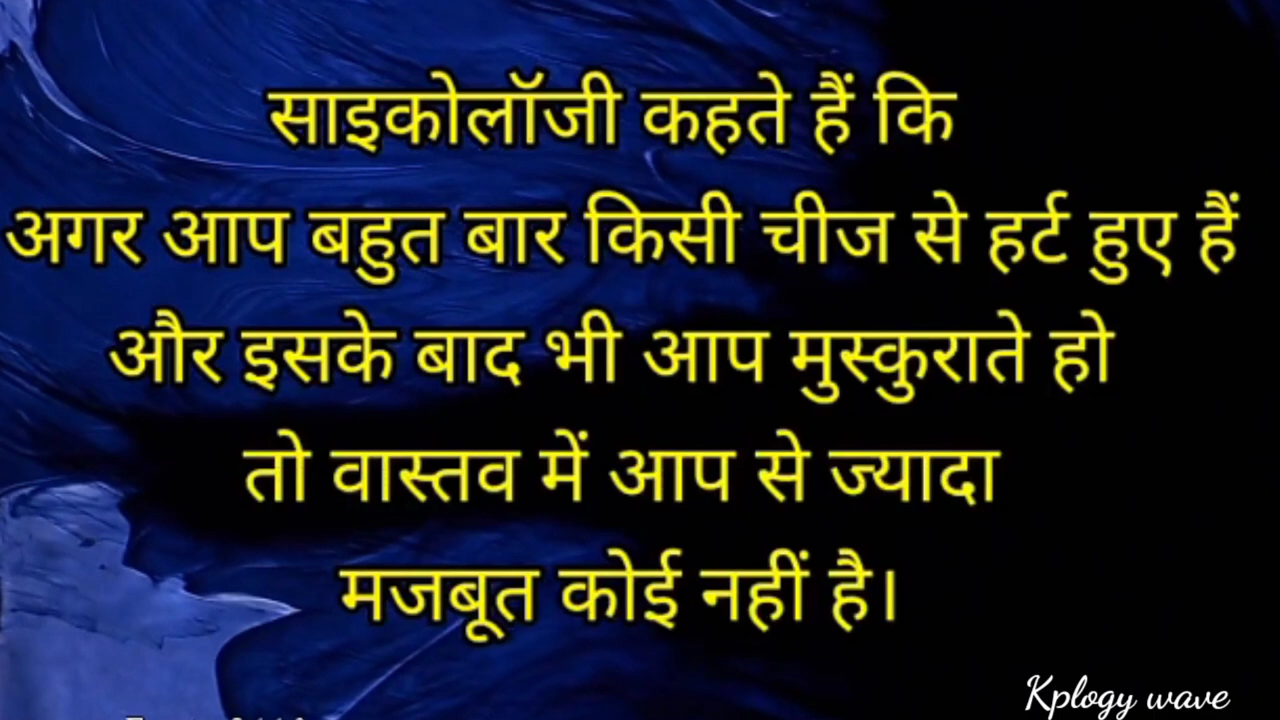 साइकोलॉजी कहते हैं कि
अगर आप बहुत बार किसी चीज से हर्ट हुए हैं
और इसके बाद भी आप मुस्कुराते हो
तो वास्तव में आप से ज्यादा
मजबूत कोई नहीं है।
Kplogy wave